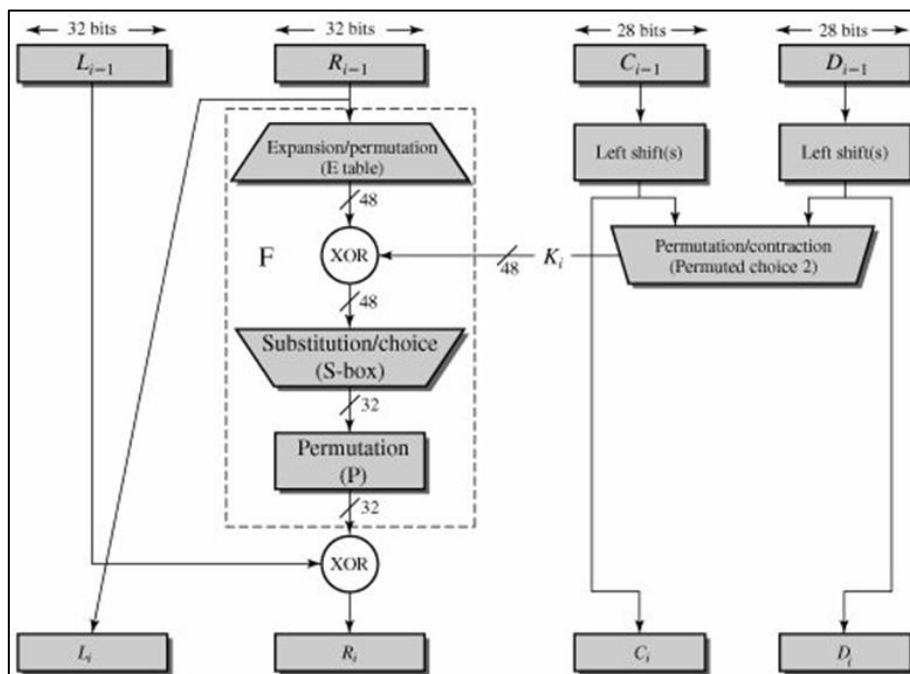 32 bits
32 bits
28 bits
28 bits
L_{i-1}
R_{i-1}
C_{i-1}
D_{i-1}
Expansion/permutation
(E table)
Left shift(s)
Left shift(s)
48
F
XOR
48
K_i
Permutation/contraction
(Permuted choice 2)
48
Substitution/choice
(S-box)
32
Permutation
(P)
32
XOR
L_i
R_i
C_i
D_i